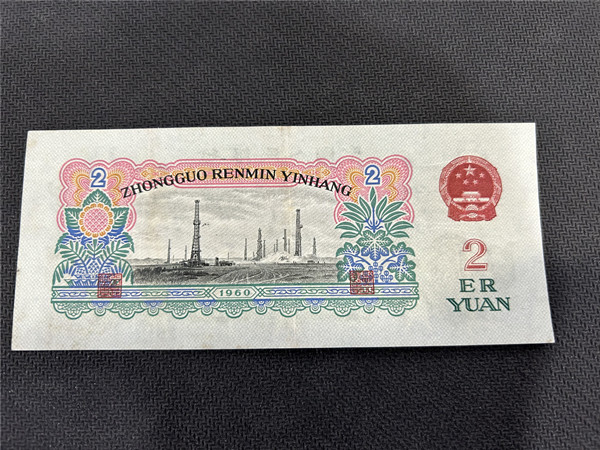 2
2
ZHONGGUO RENMIN YINHANG
1960
2
ER
YUAN